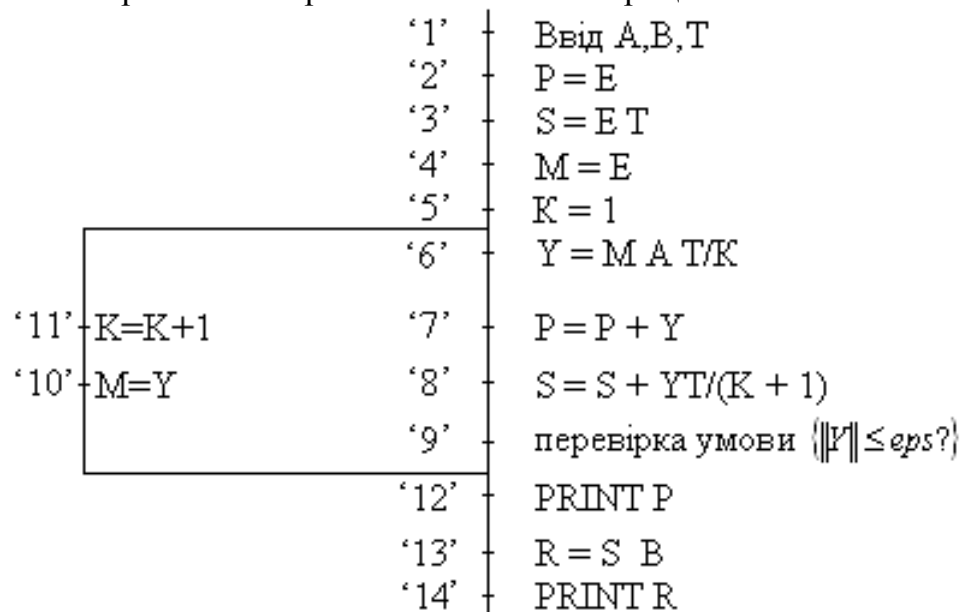 ‘1’ Ввід A,B,T
‘2’ P = E
‘3’ S = E T
‘4’ M = E
‘5’ K = 1
‘6’ Y = M A T/K
‘11’ K=K+1 ‘7’ P = P + Y
‘10’ M=Y ‘8’ S = S + YT/(K + 1)
‘9’ перевірка умови (‖Y‖ ≤ eps?)
‘12’ PRINT P
‘13’ R = S B
‘14’ PRINT R